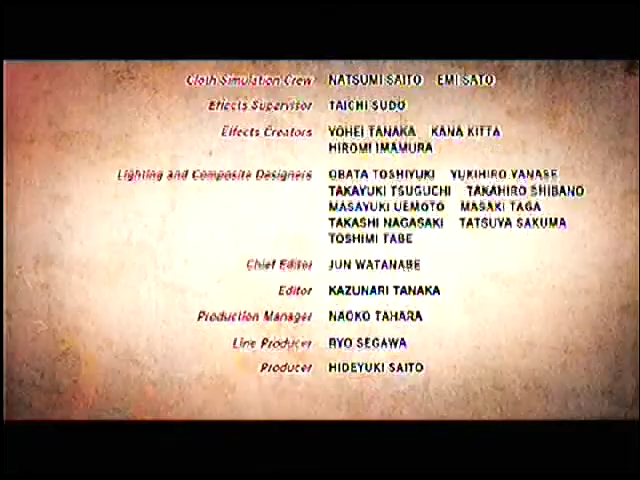 Cloth Simulation Crew NATSUMI SAITO EMI SATO
Effects Supervisor TAICHI SUDO
Effects Creators YOHEI TANAKA KANA KITTA
HIROMI IMAMURA
Lighting and Composite Designers OBATA TOSHIYUKI YUKIHIRO YANASE
TAKAYUKI TSUGUCHI TAKAHIRO SHIBANO
MASAYUKI UEMOTO MASAKI TAGA
TAKASHI NAGASAKI TATSUYA SAKUMA
TOSHIMI TABE
Chief Editor JUN WATANABE
Editor KAZUNARI TANAKA
Production Manager NAOKO TAHARA
Line Producer RYO SEGAWA
Producer HIDEYUKI SAITO